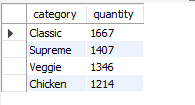 category quantity
Classic 1667
Supreme 1407
Veggie 1346
Chicken 1214